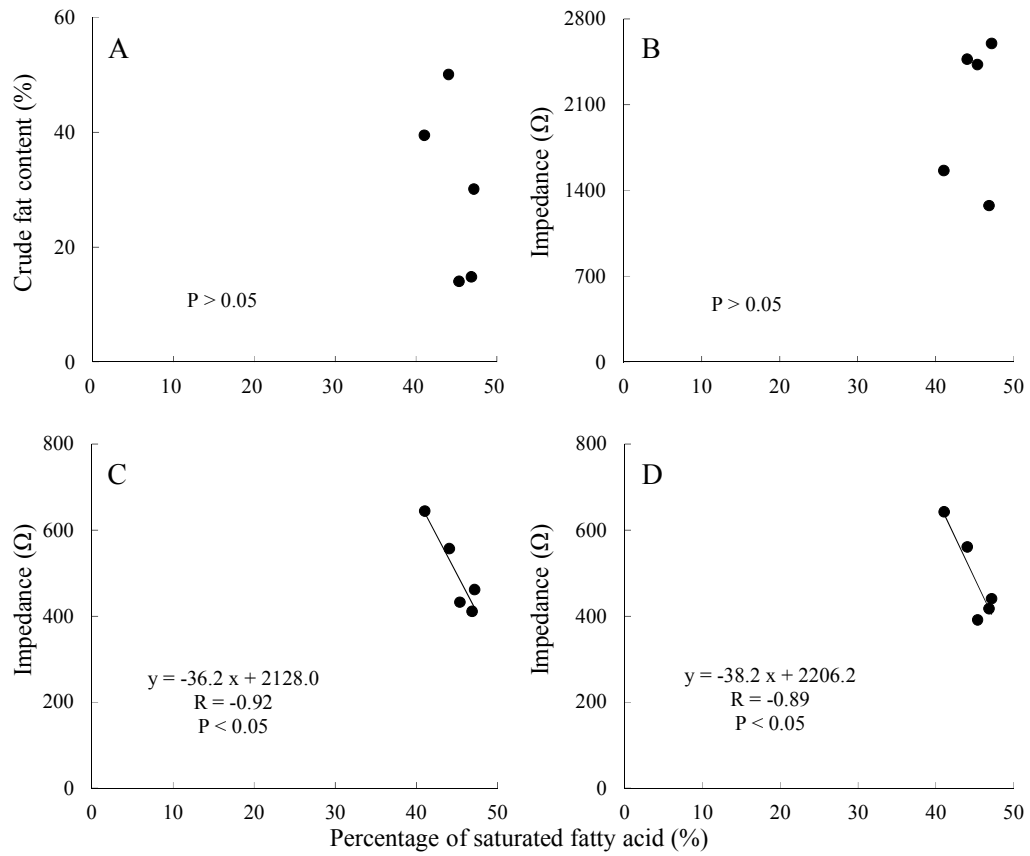 A
Crude fat content (%)
60
40
20
0
P > 0.05
0 10 20 30 40 50
B
Impedance (Ω)
2800
2100
1400
700
0
P > 0.05
0 10 20 30 40 50
C
Impedance (Ω)
800
600
400
200
0
y = -36.2 x + 2128.0
R = -0.92
P < 0.05
0 10 20 30 40 50
D
Impedance (Ω)
800
600
400
200
0
y = -38.2 x + 2206.2
R = -0.89
P < 0.05
0 10 20 30 40 50
Percentage of saturated fatty acid (%)